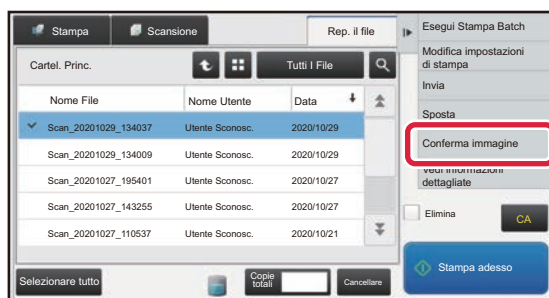 Stampa
Scansione
Rep. il file
Cartel. Princ.
Tutti I File
Nome File
Nome Utente
Data
Scan_20201029_134037 Utente Sconosc. 2020/10/29
Scan_20201029_134009 Utente Sconosc. 2020/10/29
Scan_20201027_195401 Utente Sconosc. 2020/10/27
Scan_20201027_143255 Utente Sconosc. 2020/10/27
Scan_20201027_110537 Utente Sconosc. 2020/10/21
Selezionare tutto
Copie
totali
Cancellare
Esegui Stampa Batch
Modifica impostazioni
di stampa
Invia
Sposta
Conferma immagine
Vedi informazioni
dettagliate
Elimina
CA
Stampa adesso